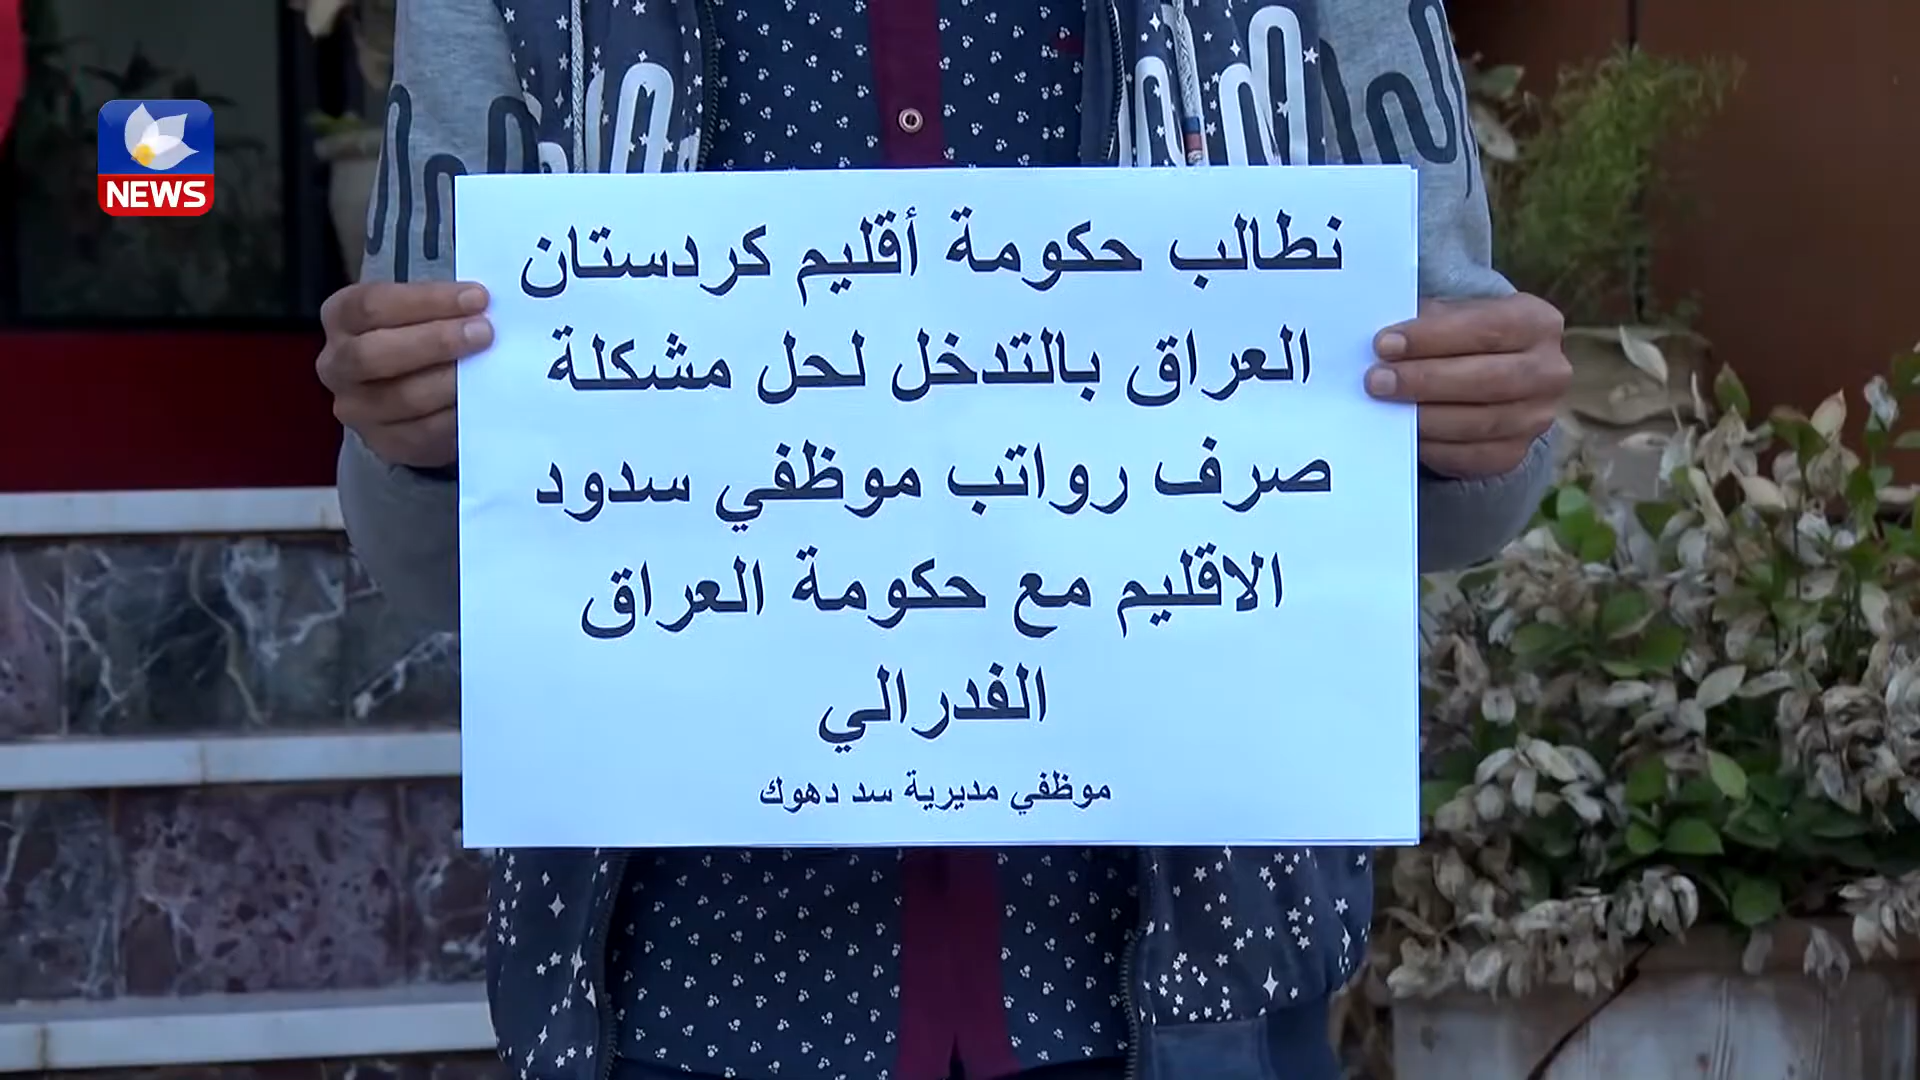 NEWS
نطالب حكومة أقليم كردستان
العراق بالتدخل لحل مشكلة
صرف رواتب موظفي سدود
الاقليم مع حكومة العراق
الفدرالي
موظفي مديرية سد دهوك